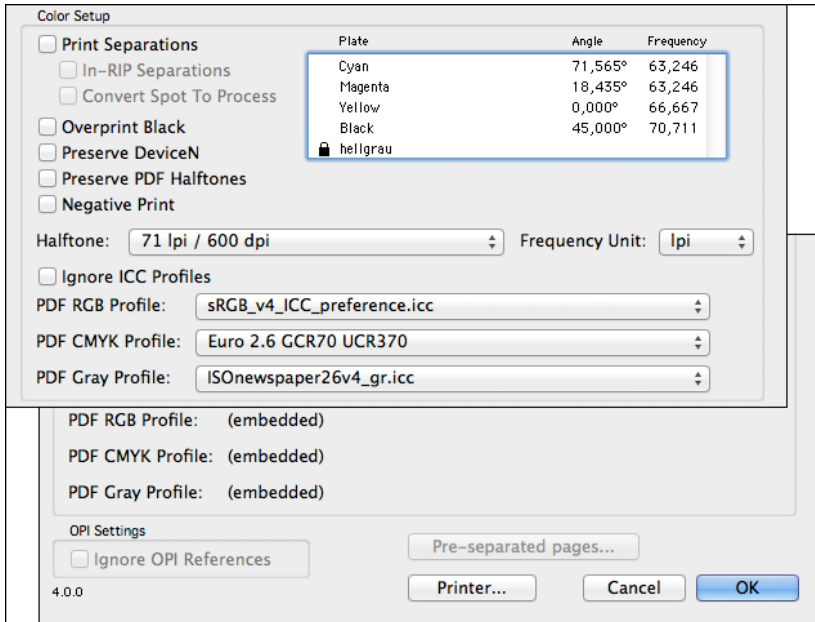 Color Setup
Print Separations
In-RIP Separations
Convert Spot To Process
Overprint Black
Preserve DeviceN
Preserve PDF Halftones
Negative Print
Plate Angle Frequency
Cyan 71,565° 63,246
Magenta 18,435° 63,246
Yellow 0,000° 66,667
Black 45,000° 70,711
hellgrau
Halftone: 71 lpi / 600 dpi Frequency Unit: lpi
Ignore ICC Profiles
PDF RGB Profile: sRGB_v4_ICC_preference.icc
PDF CMYK Profile: Euro 2.6 GCR70 UCR370
PDF Gray Profile: ISOnewspaper26v4_gr.icc
PDF RGB Profile: (embedded)
PDF CMYK Profile: (embedded)
PDF Gray Profile: (embedded)
OPI Settings
Ignore OPI References
Pre-separated pages...
4.0.0
Printer... Cancel OK